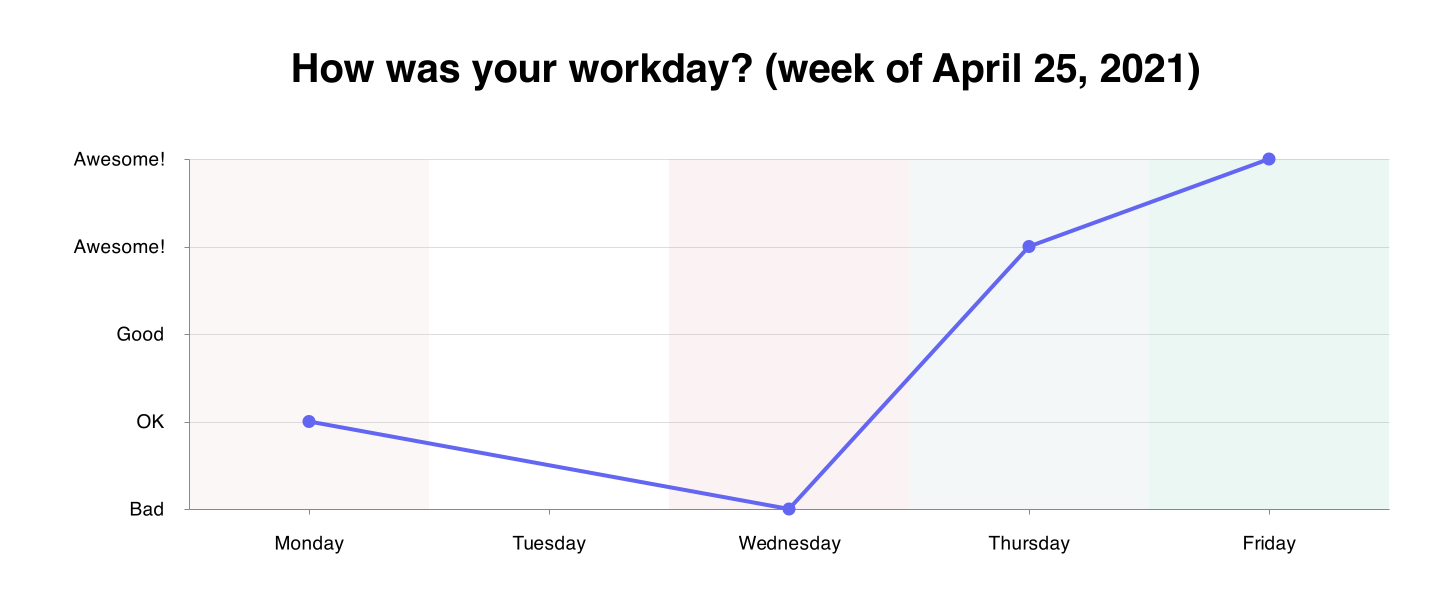 How was your workday? (week of April 25, 2021)
Awesome!
Awesome!
Good
OK
Bad
Monday Tuesday Wednesday Thursday Friday